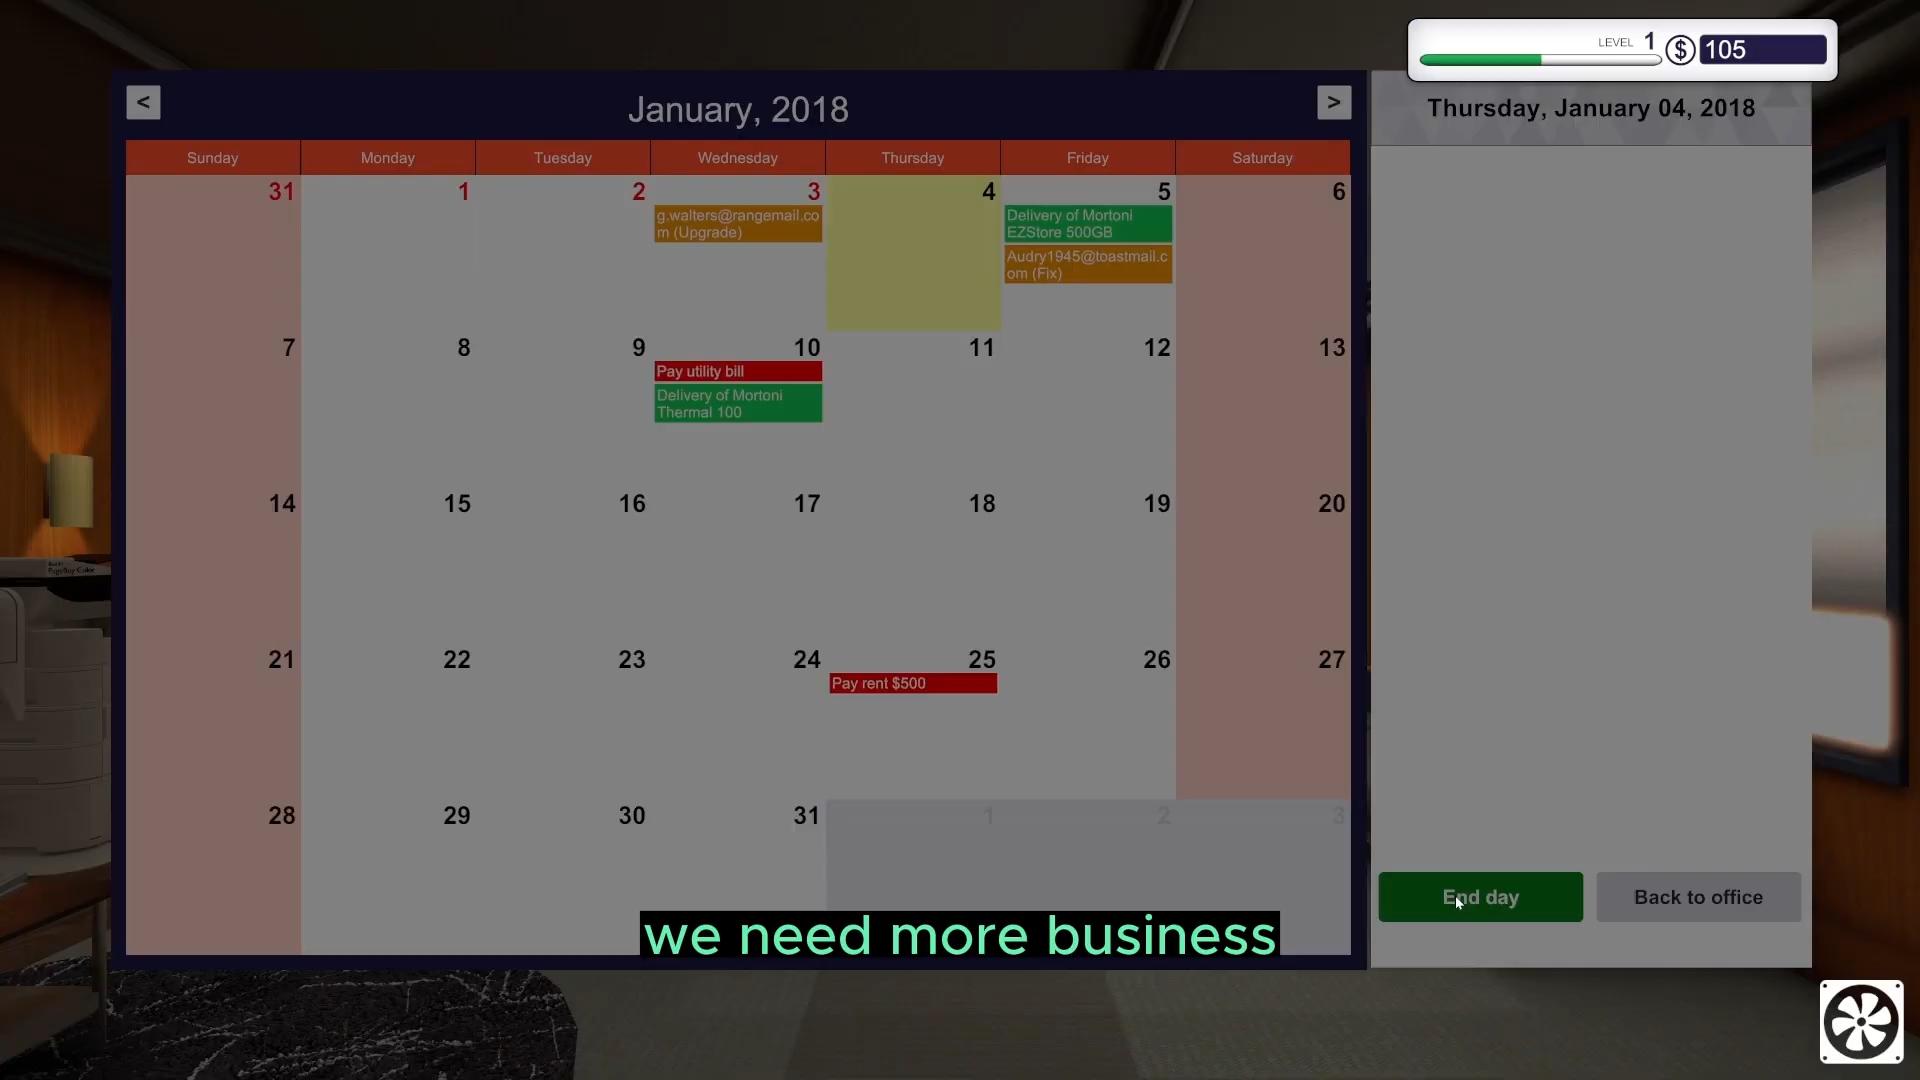 LEVEL 1
$ 105
<
January, 2018
>
Thursday, January 04, 2018
Sunday Monday Tuesday Wednesday Thursday Friday Saturday
31 1 2 3 4 5 6
g.walters@rangemail.co
m (Upgrade)
Delivery of Mortoni
EZStore 500GB
Audry1945@toastmail.c
om (Fix)
7 8 9 10 11 12 13
Pay utility bill
Delivery of Mortoni
Thermal 100
14 15 16 17 18 19 20
21 22 23 24 25 26 27
Pay rent $500
28 29 30 31 1 2 3
End day
Back to office
we need more business
PageBoy Color